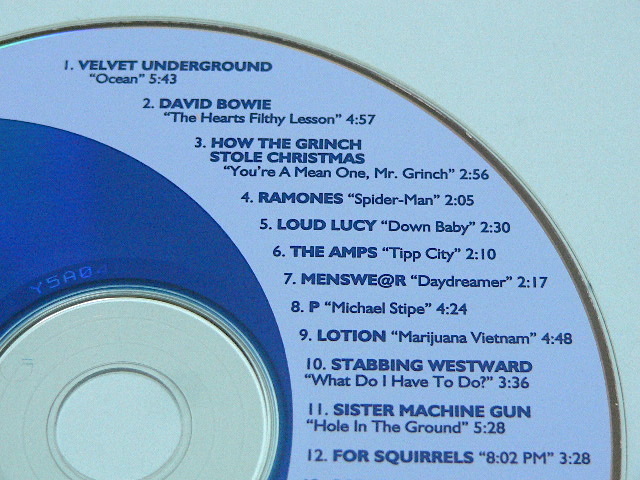 1. VELVET UNDERGROUND
"Ocean" 5:43
2. DAVID BOWIE
"The Hearts Filthy Lesson" 4:57
3. HOW THE GRINCH
STOLE CHRISTMAS
"You're A Mean One, Mr. Grinch" 2:56
4. RAMONES "Spider-Man" 2:05
5. LOUD LUCY "Down Baby" 2:30
6. THE AMPS "Tipp City" 2:10
7. MENSWE@R "Daydreamer" 2:17
8. P "Michael Stipe" 4:24
9. LOTION "Marijuana Vietnam" 4:48
10. STABBING WESTWARD
"What Do I Have To Do?" 3:36
11. SISTER MACHINE GUN
"Hole In The Ground" 5:28
12. FOR SQUIRRELS "8:02 PM" 3:28
Y5A04